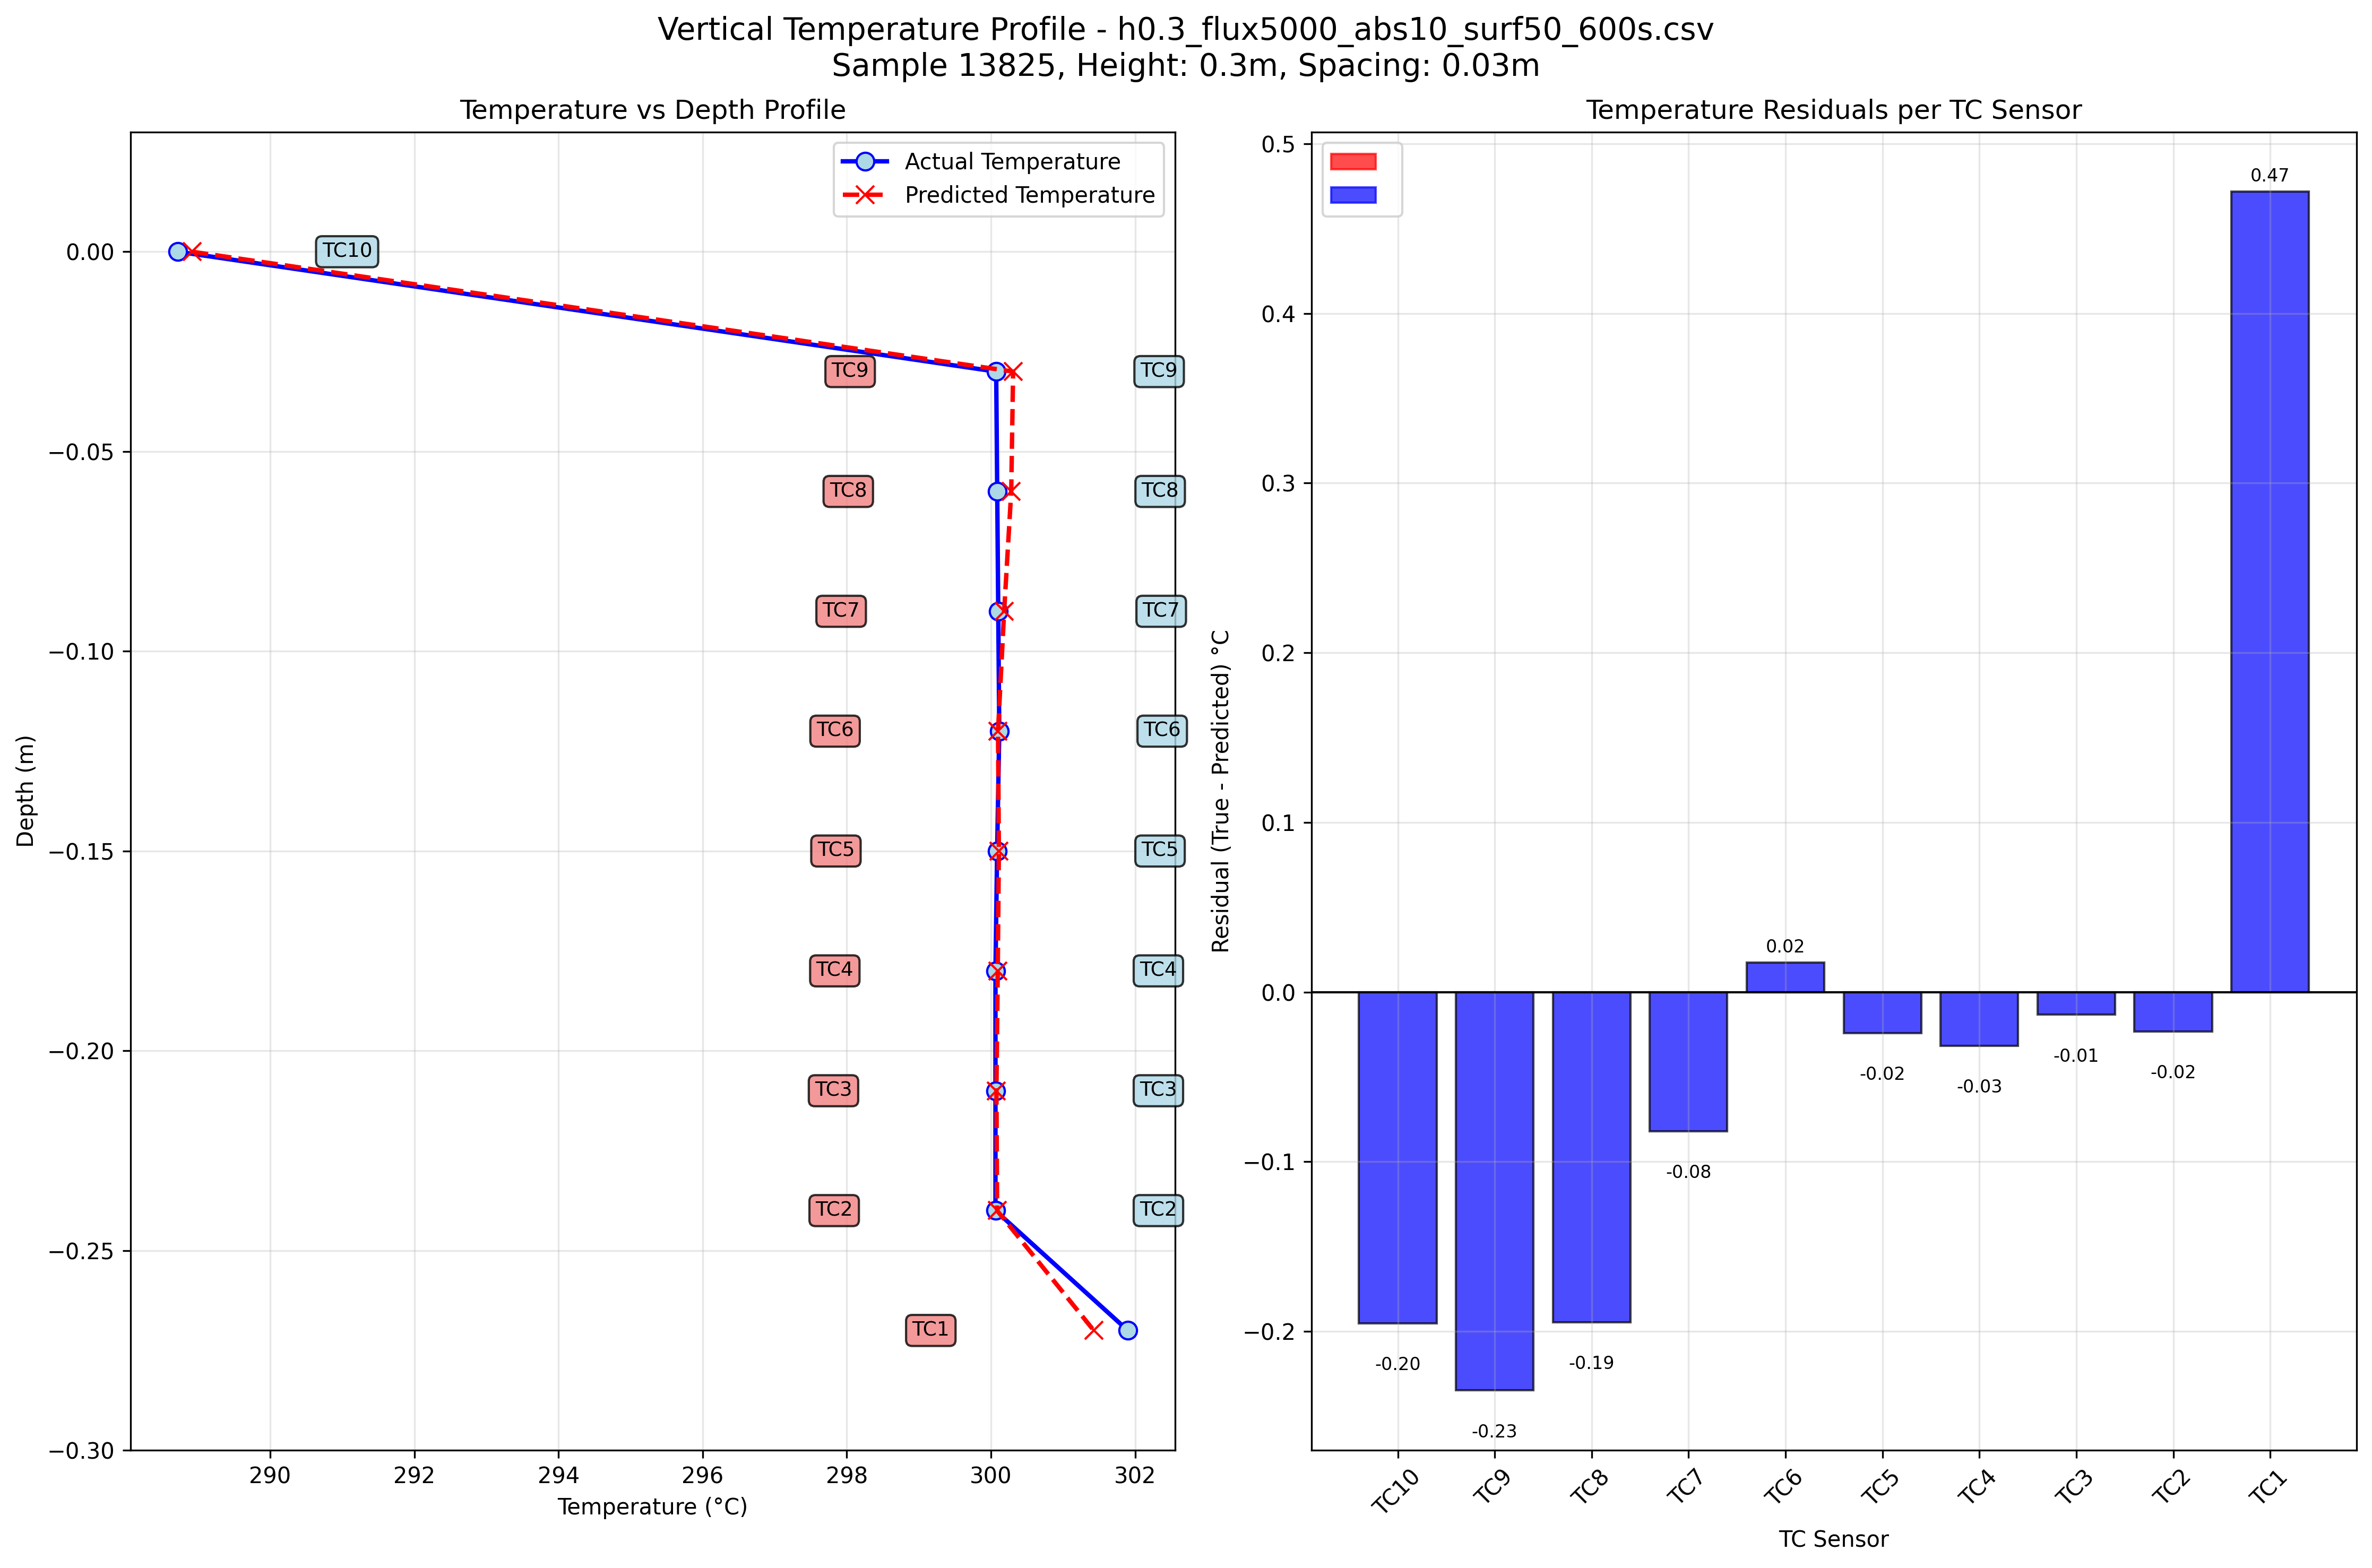 Vertical Temperature Profile - h0.3_flux5000_abs10_surf50_600s.csv
Sample 13825, Height: 0.3m, Spacing: 0.03m
Temperature vs Depth Profile
Actual Temperature
Predicted Temperature
TC10
TC9
TC9
TC8
TC8
TC7
TC7
TC6
TC6
TC5
TC5
TC4
TC4
TC3
TC3
TC2
TC2
TC1
0.00
−0.05
−0.10
−0.15
−0.20
−0.25
−0.30
Depth (m)
290
292
294
296
298
300
302
Temperature (°C)
Temperature Residuals per TC Sensor
0.5
0.4
0.3
0.2
0.1
0.0
−0.1
−0.2
Residual (True - Predicted) °C
-0.20
-0.23
-0.19
-0.08
0.02
-0.02
-0.03
-0.01
-0.02
0.47
TC10
TC9
TC8
TC7
TC6
TC5
TC4
TC3
TC2
TC1
TC Sensor